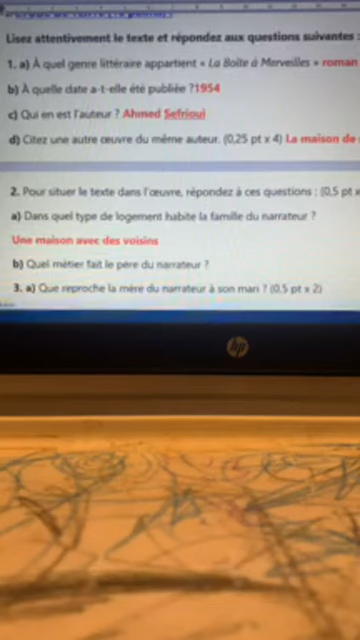 Lisez attentivement le texte et répondez aux questions suivantes :
1. a) À quel genre littéraire appartient « La Boîte à Merveilles » roman
b) À quelle date a-t-elle été publiée ?1954
c) Qui en est l'auteur ? Ahmed Sefrioui
d) Citez une autre œuvre du même auteur. (0,25 pt x 4) La maison de
2. Pour situer le texte dans l'œuvre, répondez à ces questions : (0,5 pt x
a) Dans quel type de logement habite la famille du narrateur ?
Une maison avec des voisins
b) Quel métier fait le père du narrateur ?
3. a) Que reproche la mère du narrateur à son mari ? (0,5 pt x 2)
hp